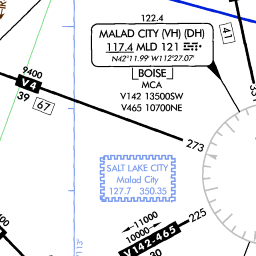 122.4
MALAD CITY (VH) (DH)
117.4 MLD 121
N42°11.99 W112°27.07
BOISE
MCA
V142 13500SW
V465 10700NE
41
9400
V4
39 67
273
SALT LAKE CITY
Malad City
127.7 350.35
11000
10000
225
V142-465
30
113°